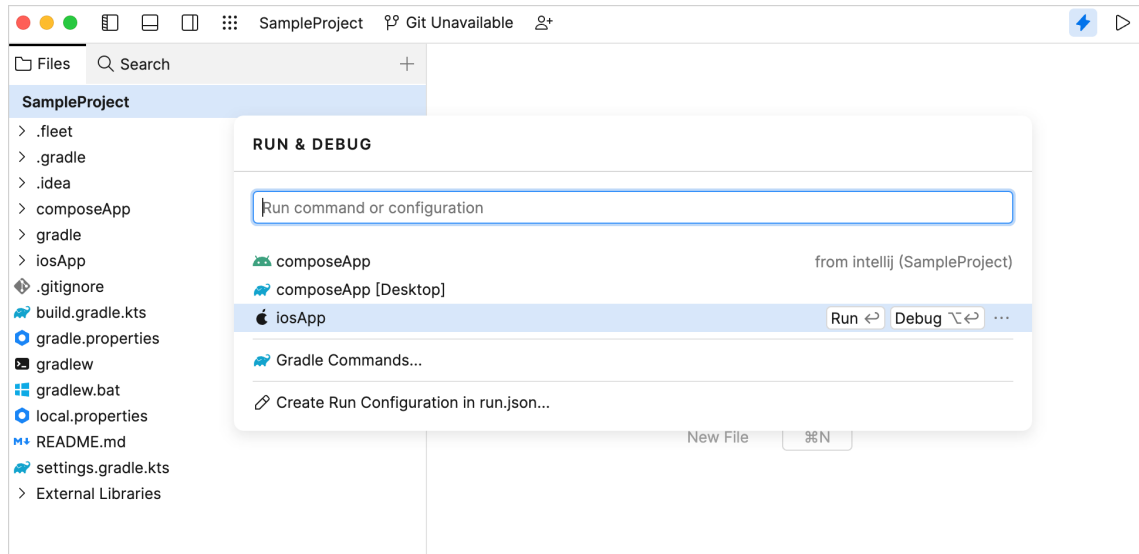 SampleProject Git Unavailable
Files Search
SampleProject
.fleet
.gradle
.idea
composeApp
gradle
iosApp
.gitignore
build.gradle.kts
gradle.properties
gradlew
gradlew.bat
local.properties
README.md
settings.gradle.kts
External Libraries
RUN & DEBUG
Run command or configuration
composeApp from intellij (SampleProject)
composeApp [Desktop]
iosApp Run ↩ Debug ⌥↩ ...
Gradle Commands...
Create Run Configuration in run.json...
New File ⌘N